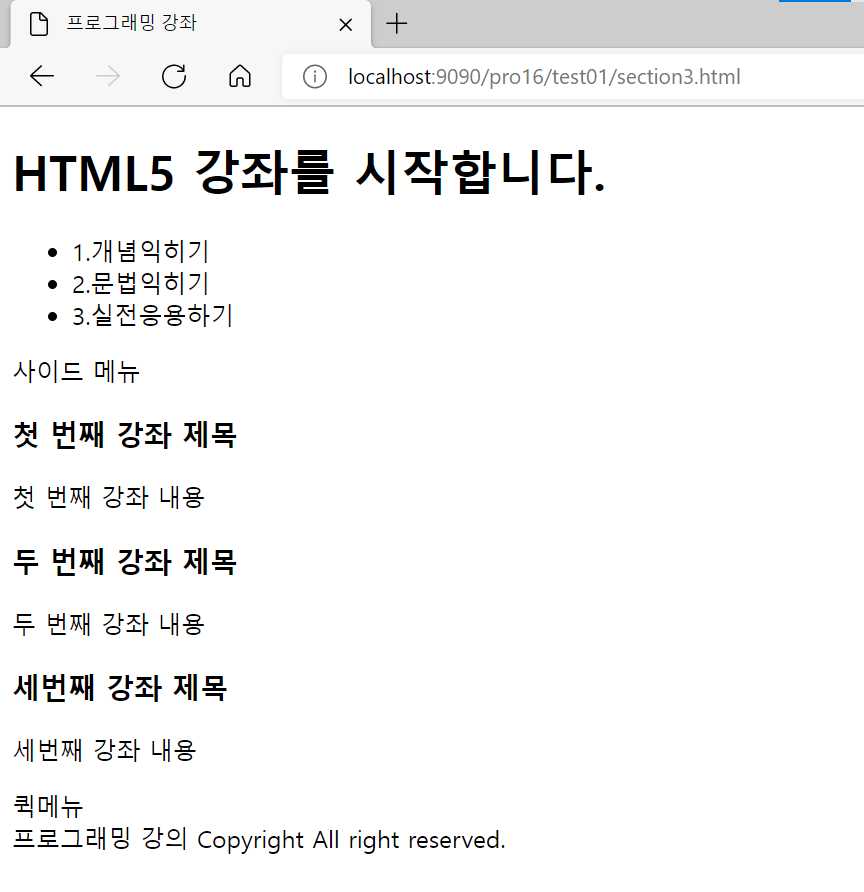 프로그래밍 강좌
localhost:9090/pro16/test01/section3.html
HTML5 강좌를 시작합니다.
1.개념익히기
2.문법익히기
3.실전응용하기
사이드 메뉴
첫 번째 강좌 제목
첫 번째 강좌 내용
두 번째 강좌 제목
두 번째 강좌 내용
세번째 강좌 제목
세번째 강좌 내용
퀵메뉴
프로그래밍 강의 Copyright All right reserved.